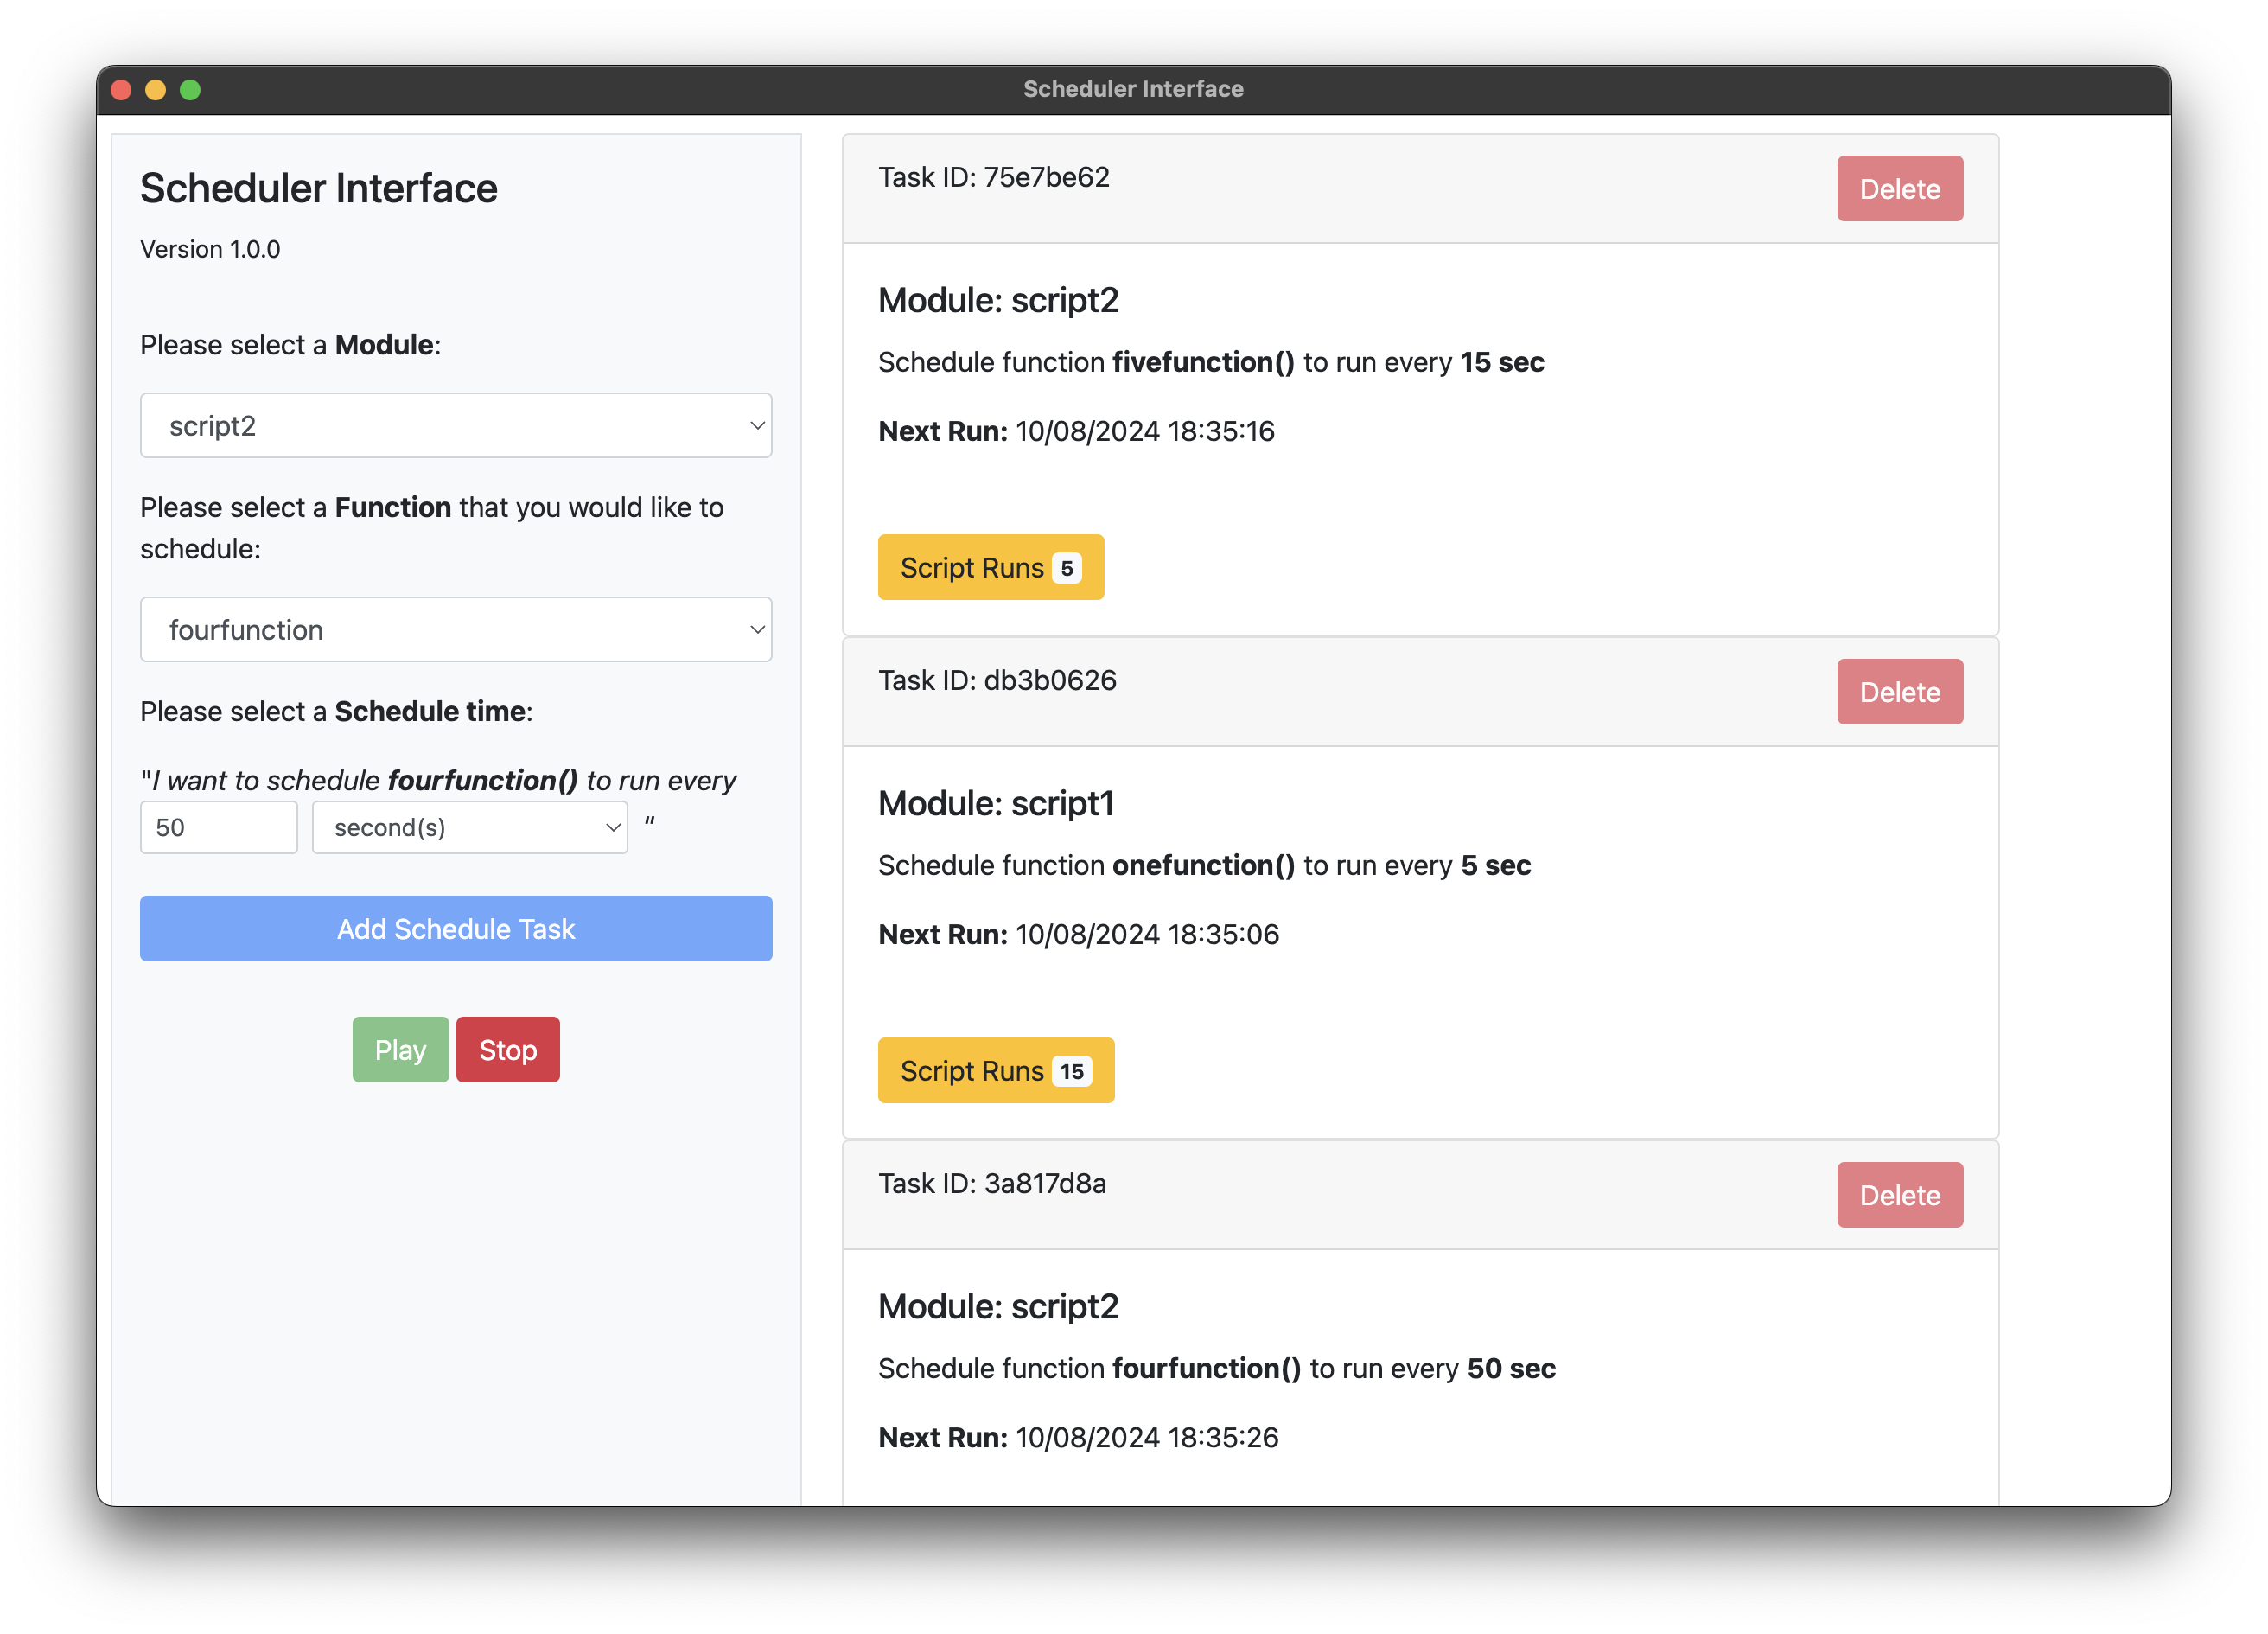 Scheduler Interface
Scheduler Interface
Version 1.0.0
Please select a Module:
script2
Please select a Function that you would like to
schedule:
fourfunction
Please select a Schedule time:
"I want to schedule fourfunction() to run every
50 second(s) "
Add Schedule Task
Play Stop
Task ID: 75e7be62 Delete
Module: script2
Schedule function fivefunction() to run every 15 sec
Next Run: 10/08/2024 18:35:16
Script Runs 5
Task ID: db3b0626 Delete
Module: script1
Schedule function onefunction() to run every 5 sec
Next Run: 10/08/2024 18:35:06
Script Runs 15
Task ID: 3a817d8a Delete
Module: script2
Schedule function fourfunction() to run every 50 sec
Next Run: 10/08/2024 18:35:26